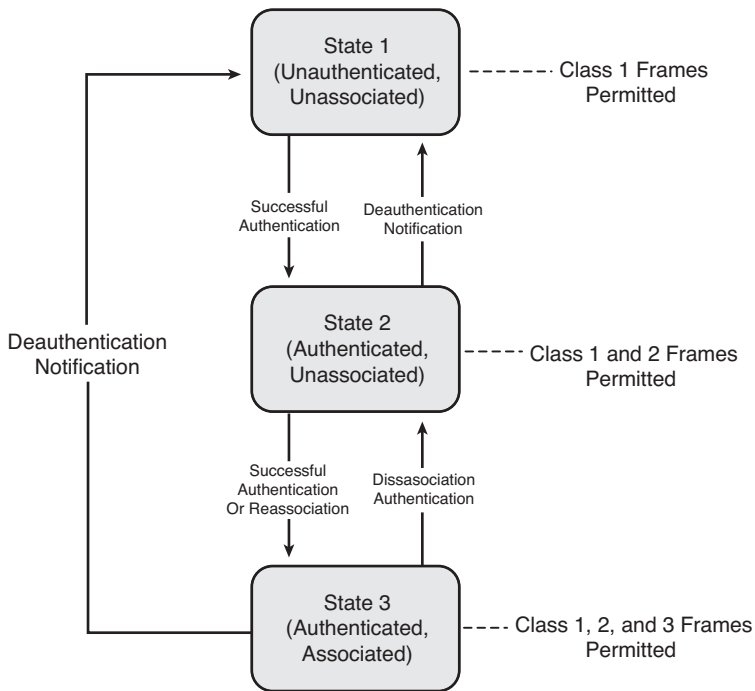 State 1
(Unauthenticated,
Unassociated)
Class 1 Frames
Permitted
Successful
Authentication
Deauthentication
Notification
State 2
(Authenticated,
Unassociated)
Class 1 and 2 Frames
Permitted
Deauthentication
Notification
Successful
Authentication
Or Reassociation
Dissasociation
Authentication
State 3
(Authenticated,
Associated)
Class 1, 2, and 3 Frames
Permitted